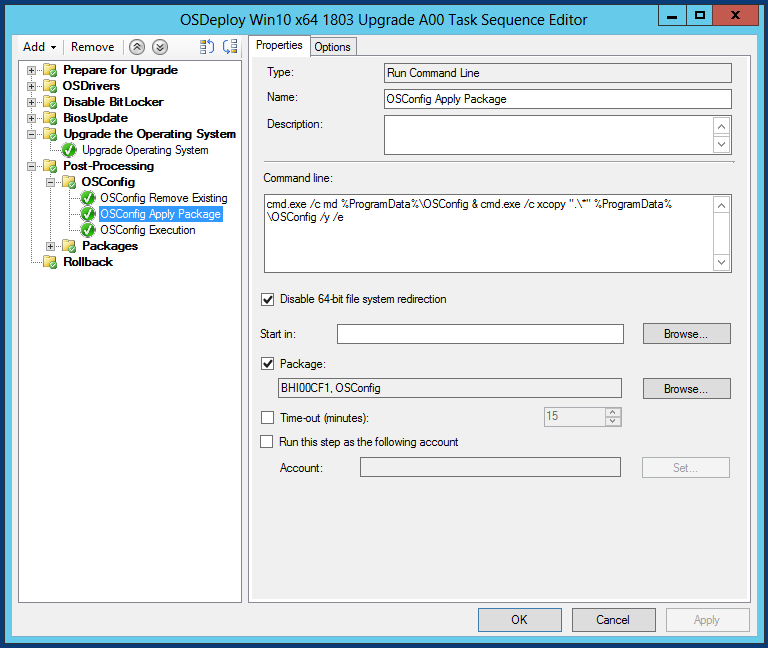 OSDeploy Win10 x64 1803 Upgrade A00 Task Sequence Editor
Add
Remove
Prepare for Upgrade
OSDrivers
Disable BitLocker
BiosUpdate
Upgrade the Operating System
Upgrade Operating System
Post-Processing
OSConfig
OSConfig Remove Existing
OSConfig Apply Package
OSConfig Execution
Packages
Rollback
Properties
Options
Type:
Run Command Line
Name:
OSConfig Apply Package
Description:
Command line:
cmd.exe /c md %ProgramData%\OSConfig & cmd.exe /c xcopy ".\*" %ProgramData%
\OSConfig /y /e
Disable 64-bit file system redirection
Start in:
Browse...
Package:
BHI00CF1, OSConfig
Browse...
Time-out (minutes):
15
Run this step as the following account
Account:
Set...
OK
Cancel
Apply